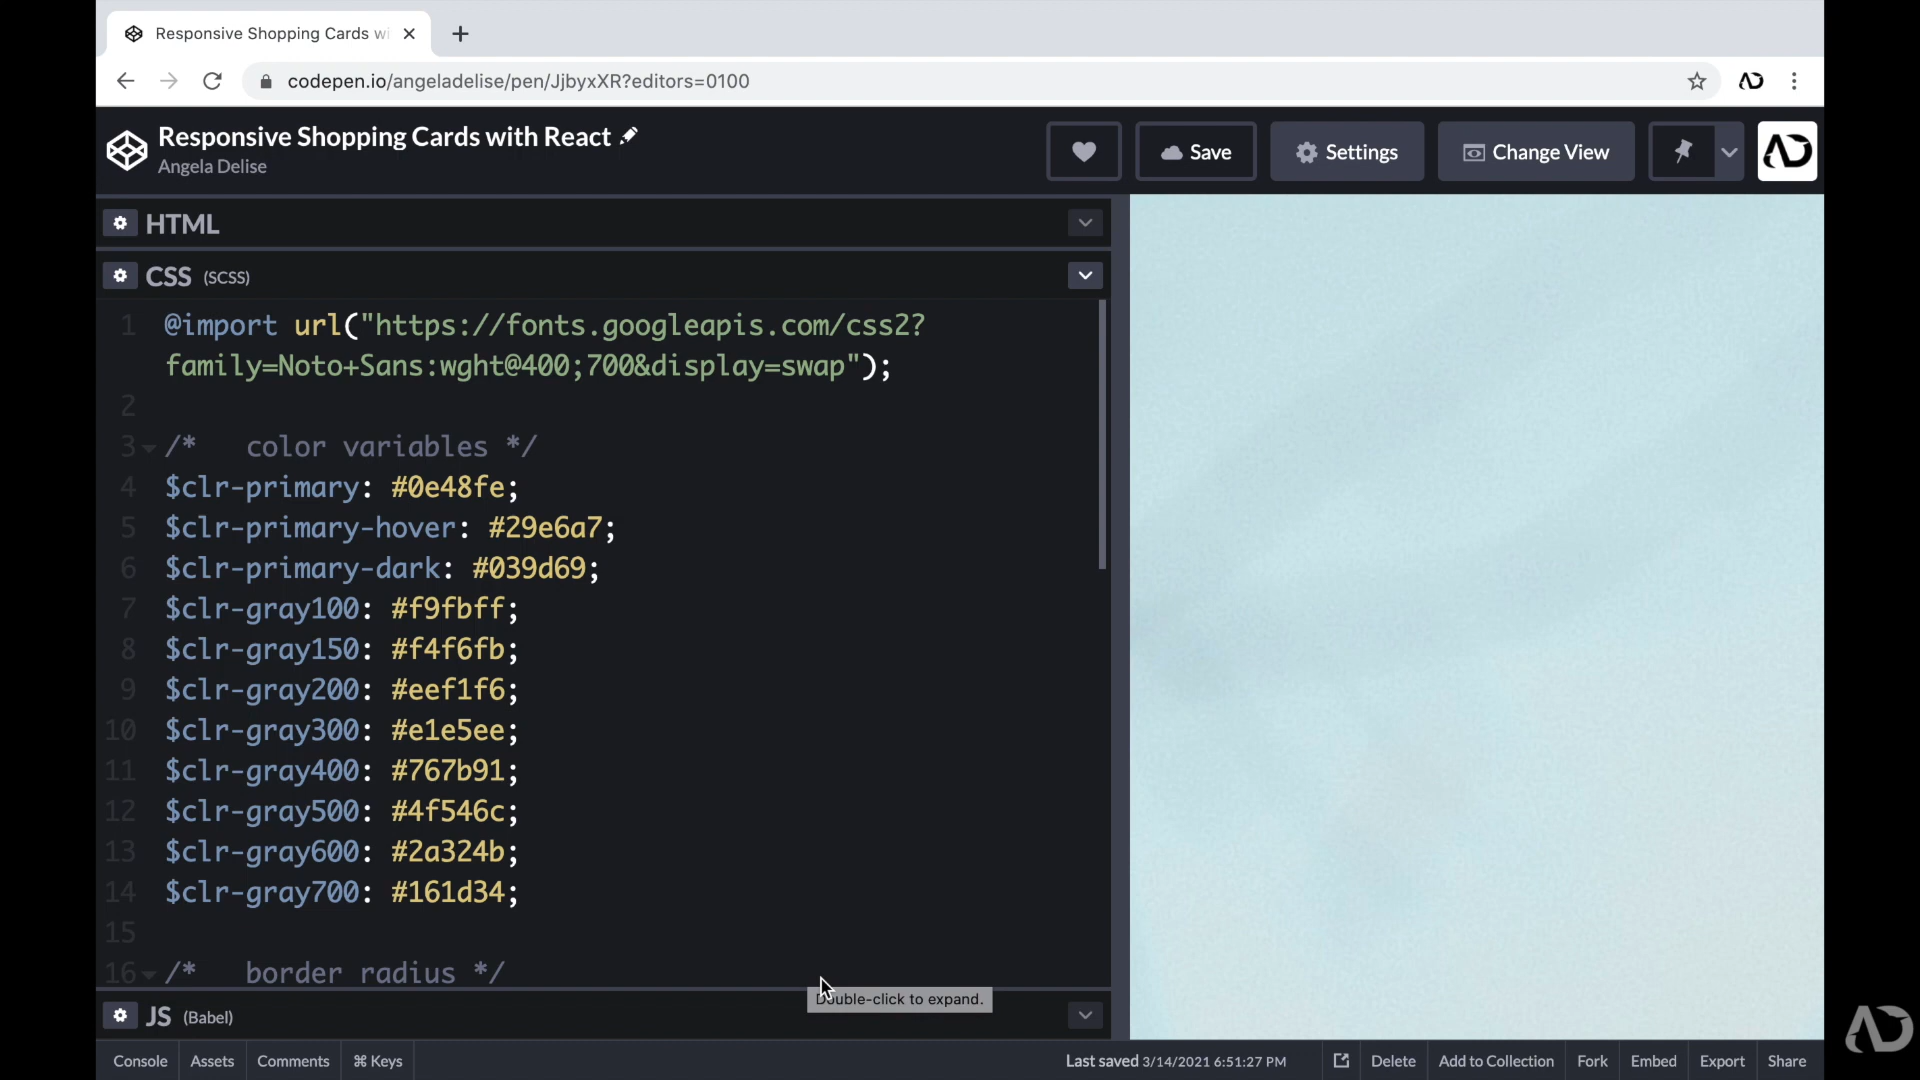 Responsive Shopping Cards wi
codepen.io/angeladelise/pen/JjbyxXR?editors=0100
Responsive Shopping Cards with React
Angela Delise
Save
Settings
Change View
HTML
CSS (SCSS)
1 @import url("https://fonts.googleapis.com/css2?
family=Noto+Sans:wght@400;700&display=swap");
2
3 /*   color variables */
4 $clr-primary: #0e48fe;
5 $clr-primary-hover: #29e6a7;
6 $clr-primary-dark: #039d69;
7 $clr-gray100: #f9fbff;
8 $clr-gray150: #f4f6fb;
9 $clr-gray200: #eef1f6;
10 $clr-gray300: #e1e5ee;
11 $clr-gray400: #767b91;
12 $clr-gray500: #4f546c;
13 $clr-gray600: #2a324b;
14 $clr-gray700: #161d34;
15
16 /*   border radius */
Double-click to expand.
JS (Babel)
Console Assets Comments ⌘ Keys Last saved 3/14/2021 6:51:27 PM Delete Add to Collection Fork Embed Export Share